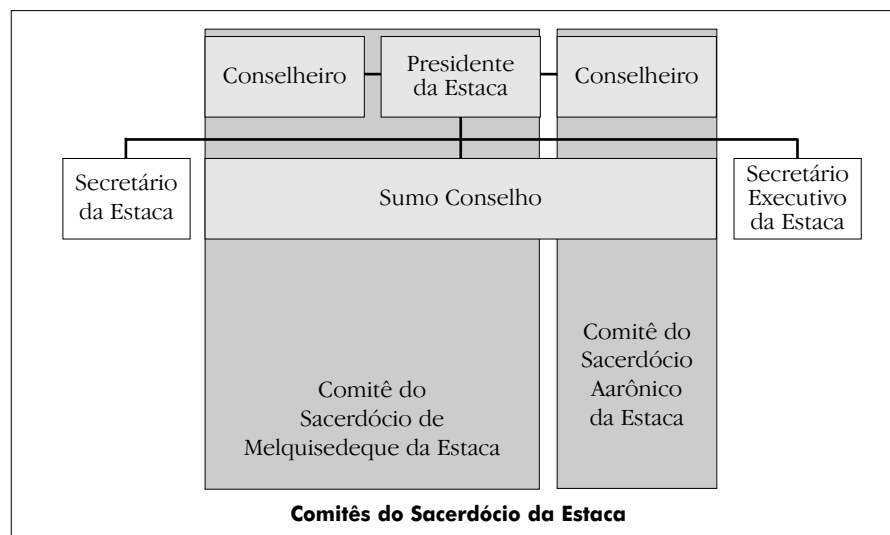 Conselheiro
Presidente
da Estaca
Conselheiro
Secretário
da Estaca
Sumo Conselho
Secretário
Executivo
da Estaca
Comitê do
Sacerdócio de
Melquisedeque da Estaca
Comitê do
Sacerdócio
Aarônico
da Estaca
Comitês do Sacerdócio da Estaca